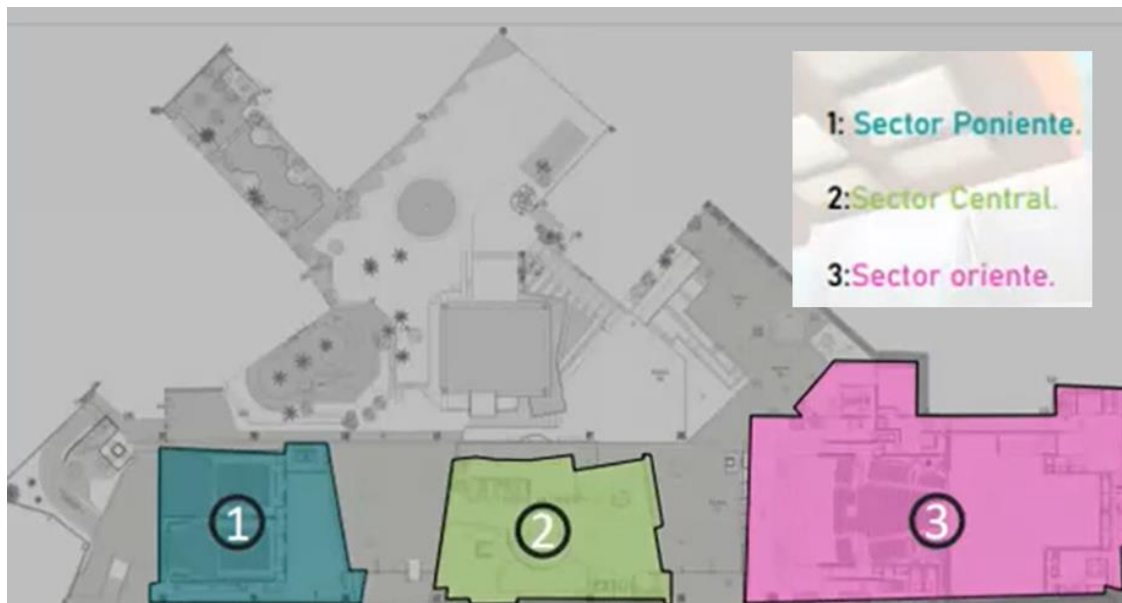 1: Sector Poniente.
2:Sector Central.
3:Sector oriente.
1
2
3